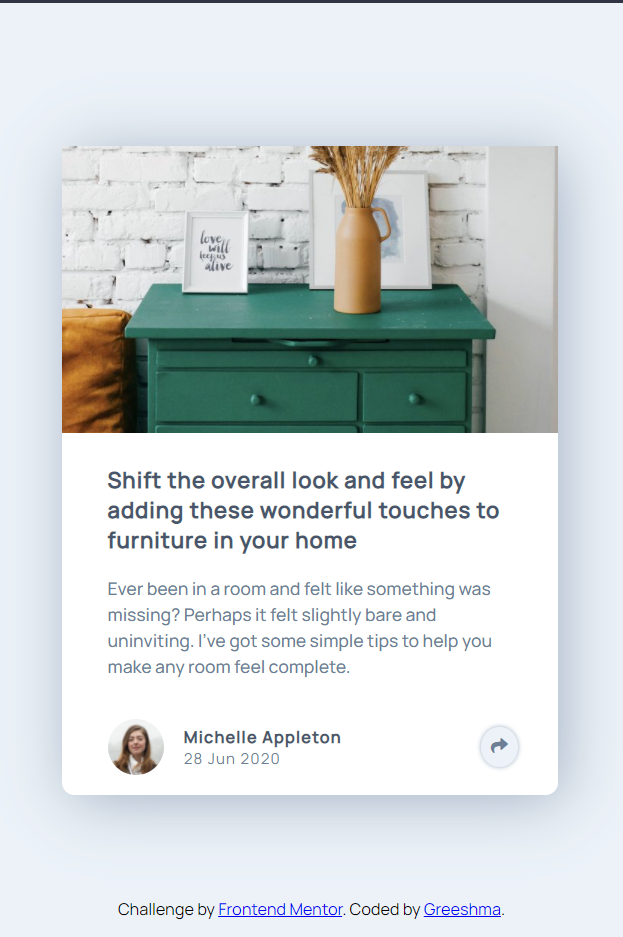 love
will
keep us
alive
Shift the overall look and feel by
adding these wonderful touches to
furniture in your home
Ever been in a room and felt like something was
missing? Perhaps it felt slightly bare and
uninviting. I’ve got some simple tips to help you
make any room feel complete.
Michelle Appleton
28 Jun 2020
Challenge by Frontend Mentor. Coded by Greeshma.